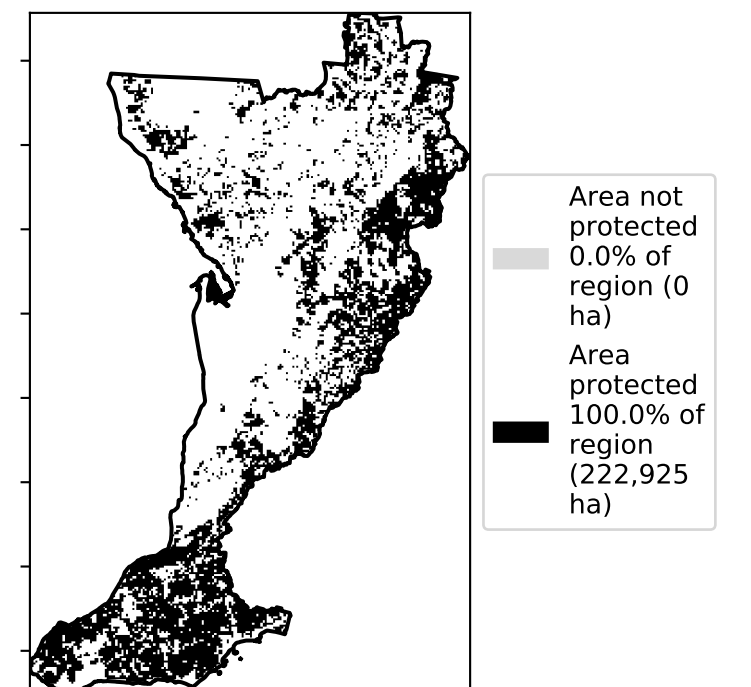 Area not
protected
0.0% of
region (0
ha)
Area
protected
100.0% of
region
(222,925
ha)